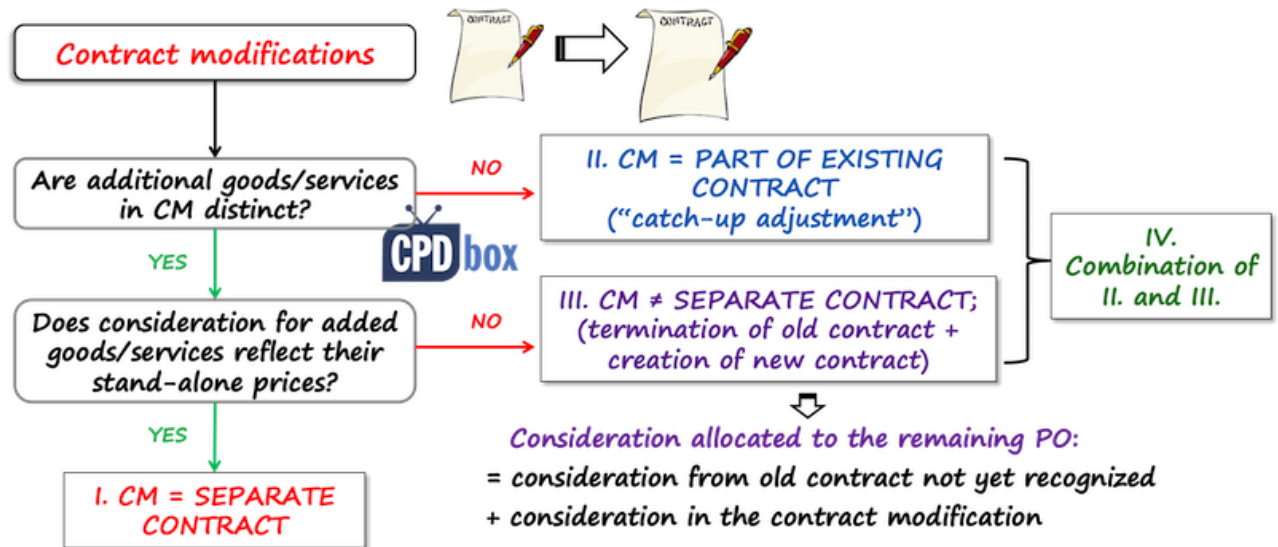 Contract modifications
CONTRACT
CONTRACT
Are additional goods/services
in CM distinct?
NO
II. CM = PART OF EXISTING
CONTRACT
("catch-up adjustment")
CPD box
YES
IV.
Combination of
II. and III.
Does consideration for added
goods/services reflect their
stand-alone prices?
NO
III. CM ≠ SEPARATE CONTRACT;
(termination of old contract +
creation of new contract)
YES
I. CM = SEPARATE
CONTRACT
Consideration allocated to the remaining PO:
= consideration from old contract not yet recognized
+ consideration in the contract modification